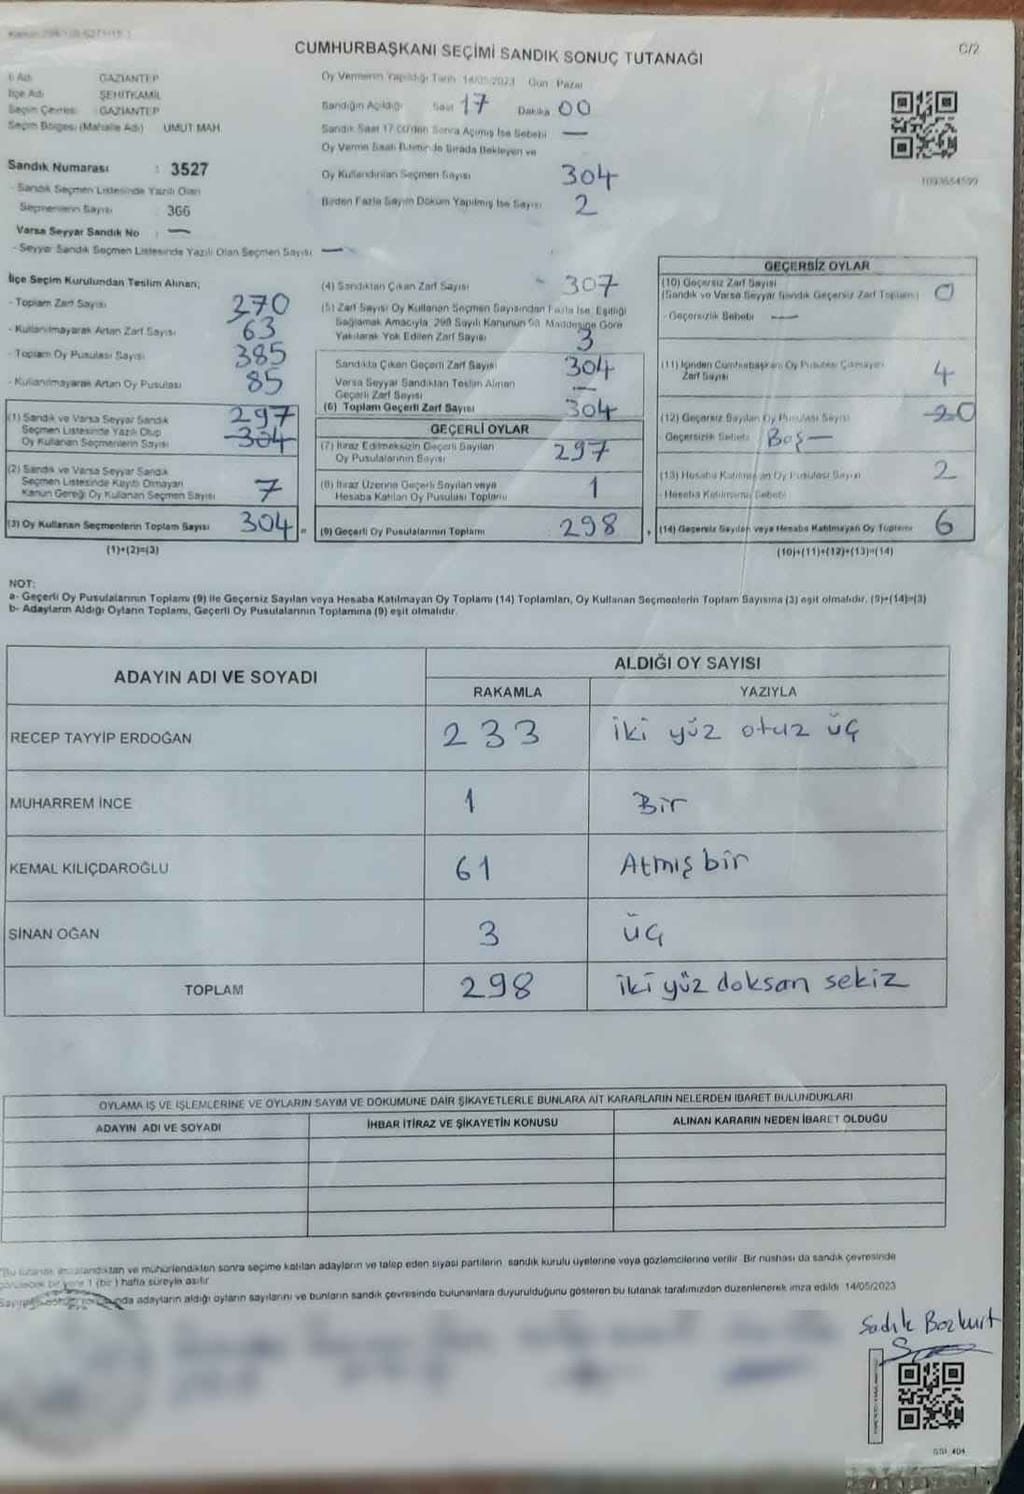 CUMHURBAŞKANI SEÇİMİ SANDIK SONUÇ TUTANAĞI
C/2
İl Adı GAZİANTEP
İlçe Adı ŞEHİTKAMİL
Seçim Çevresi GAZİANTEP
Seçim Bölgesi (Mahalle Adı) UMUT MAH.
Oy Vermenin Yapıldığı Tarih 14/05/2023 Gün Pazar
Sandığın Açıldığı Saat 17 Dakika 00
Sandık Saat 17.00'den Sonra Açılmış İse Sebebi —
Oy Verme Saati Bitiminde Sırada Bekleyen ve
Oy Kullandırılan Seçmen Sayısı 304
Birden Fazla Sayım Döküm Yapılmış İse Sayısı 2
Sandık Numarası : 3527
- Sandık Seçmen Listesinde Yazılı Olan
Seçmenlerin Sayısı : 366
Varsa Seyyar Sandık No : —
- Seyyar Sandık Seçmen Listesinde Yazılı Olan Seçmen Sayısı —
İlçe Seçim Kurulundan Teslim Alınan;
- Toplam Zarf Sayısı 370
- Kullanılmayarak Artan Zarf Sayısı 63
- Toplam Oy Pusulası Sayısı 385
- Kullanılmayarak Artan Oy Pusulası 85
(1) Sandık ve Varsa Seyyar Sandık 297
Seçmen Listesinde Yazılı Olup
Oy Kullanan Seçmenlerin Sayısı 304
(2) Sandık ve Varsa Seyyar Sandık
Seçmen Listesinde Kayıtlı Olmayan
Kanun Gereği Oy Kullanan Seçmen Sayısı 7
(3) Oy Kullanan Seçmenlerin Toplam Sayısı 304
(1)+(2)=(3)
(4) Sandıktan Çıkan Zarf Sayısı 307
(5) Zarf Sayısı Oy Kullanan Seçmen Sayısından Fazla İse, Eşitliği
Sağlamak Amacıyla 298 Sayılı Kanunun 98. Maddesine Göre
Yakılarak Yok Edilen Zarf Sayısı 3
Sandıkta Çıkan Geçerli Zarf Sayısı 304
Varsa Seyyar Sandıktan Teslim Alınan —
Geçerli Zarf Sayısı
(6) Toplam Geçerli Zarf Sayısı 304
GEÇERLİ OYLAR
(7) İtiraz Edilmeksizin Geçerli Sayılan
Oy Pusulalarının Sayısı 297
(8) İtiraz Üzerine Geçerli Sayılan veya
Hesaba Katılan Oy Pusulası Toplamı 1
(9) Geçerli Oy Pusulalarının Toplamı 298
GEÇERSİZ OYLAR
(10) Geçersiz Zarf Sayısı
(Sandık ve Varsa Seyyar Sandık Geçersiz Zarf Toplamı) 0
- Geçersizlik Sebebi —
(11) İçinden Cumhurbaşkanı Oy Pusulası Çıkmayan
Zarf Sayısı 4
(12) Geçersiz Sayılan Oy Pusulası Sayısı 0
Geçersizlik Sebebi Boş —
(13) Hesaba Katılmayan Oy Pusulası Sayısı 2
- Hesaba Katılmama Sebebi
(14) Geçersiz Sayılan veya Hesaba Katılmayan Oy Toplamı 6
(10)+(11)+(12)+(13)=(14)
NOT:
a- Geçerli Oy Pusulalarının Toplamı (9) ile Geçersiz Sayılan veya Hesaba Katılmayan Oy Toplamı (14) Toplamları, Oy Kullanan Seçmenlerin Toplam Sayısına (3) eşit olmalıdır. (9)+(14)=(3)
b- Adayların Aldığı Oyların Toplamı, Geçerli Oy Pusulalarının Toplamına (9) eşit olmalıdır.
ADAYIN ADI VE SOYADI
ALDIĞI OY SAYISI
RAKAMLA YAZIYLA
RECEP TAYYİP ERDOĞAN 233 iki yüz otuz üç
MUHARREM İNCE 1 Bir
KEMAL KILIÇDAROĞLU 61 Atmış bir
SİNAN OĞAN 3 üç
TOPLAM 298 iki yüz doksan sekiz
OYLAMA İŞ VE İŞLEMLERİNE VE OYLARIN SAYIM VE DÖKÜMÜNE DAİR ŞİKAYETLERLE BUNLARA AİT KARARLARIN NELERDEN İBARET BULUNDUKLARI
ADAYIN ADI VE SOYADI İHBAR İTİRAZ VE ŞİKAYETİN KONUSU ALINAN KARARIN NEDEN İBARET OLDUĞU
ve mühürlendikten sonra seçime katılan adayların ve talep eden siyasi partilerin sandık kurulu üyelerine veya gözlemcilerine verilir. Bir nüshası da sandık çevresinde
1 (bir) hafta süreyle asılır.
adayların aldığı oyların sayılarını ve bunların sandık çevresinde bulunanlara duyurulduğunu gösteren bu tutanak tarafımızdan düzenlenerek imza edildi. 14/05/2023
Sadık Bozkurt